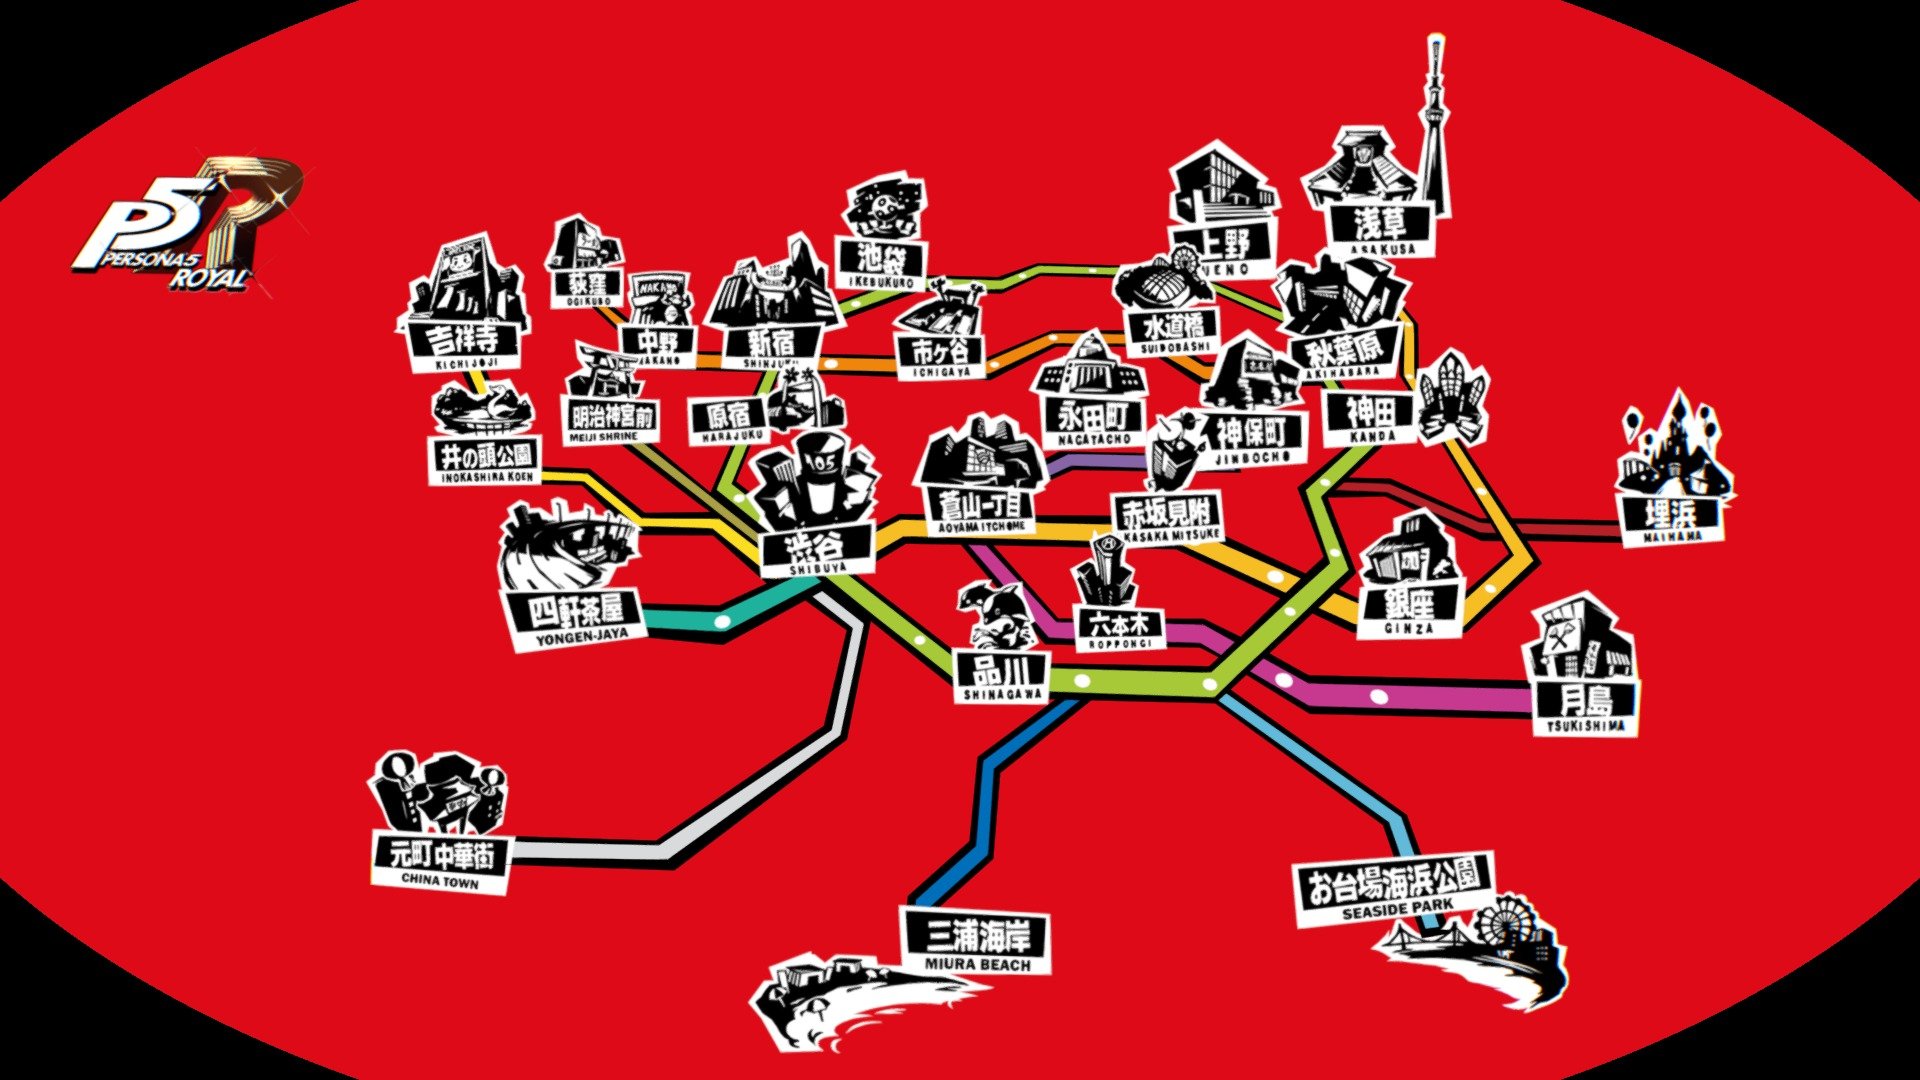 P5R
PERSONA5
ROYAL
浅草
ASAKUSA
上野
UENO
池袋
IKEBUKURO
荻窪
OGIKUBO
吉祥寺
KICHIJOJI
NAKANO
中野
NAKANO
新宿
SHINJUKU
市ヶ谷
ICHIGAYA
水道橋
SUIDOBASHI
秋葉原
AKIHABARA
井の頭公園
INOKASHIRA KOEN
明治神宮前
MEIJI SHRINE
原宿
HARAJUKU
永田町
NAGATACHO
神保町
JINBOCHO
神田
KANDA
105
渋谷
SHIBUYA
蒼山一丁目
AOYAMA ITCHOME
赤坂見附
KASAKA MITSUKE
埋浜
MAIHAMA
四軒茶屋
YONGEN-JAYA
六本木
ROPPONGI
銀座
GINZA
品川
SHINAGAWA
月島
TSUKISHIMA
元町中華街
CHINA TOWN
お台場海浜公園
SEASIDE PARK
三浦海岸
MIURA BEACH